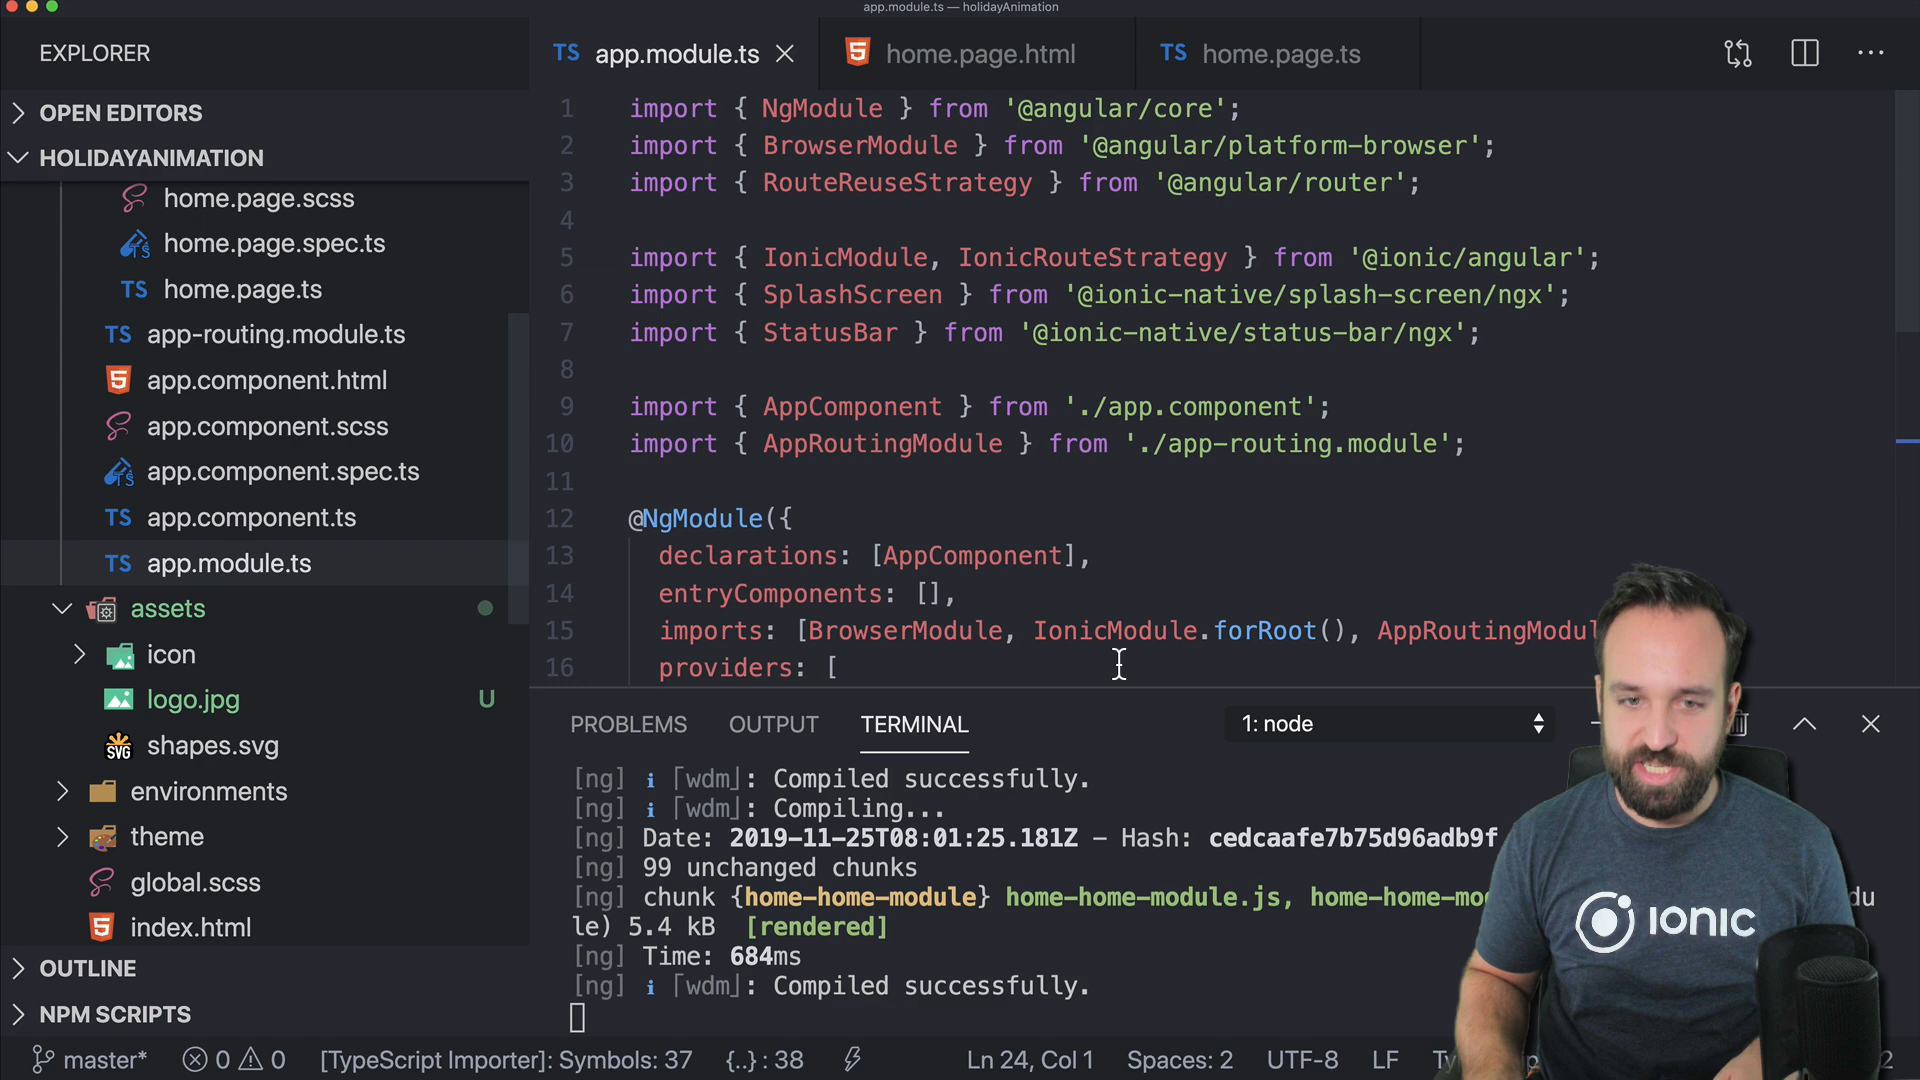 app.module.ts — holidayAnimation
EXPLORER
TS app.module.ts
home.page.html
TS home.page.ts
OPEN EDITORS
HOLIDAYANIMATION
home.page.scss
home.page.spec.ts
TS home.page.ts
TS app-routing.module.ts
app.component.html
app.component.scss
app.component.spec.ts
TS app.component.ts
TS app.module.ts
assets
icon
logo.jpg U
SVG shapes.svg
environments
theme
global.scss
index.html
OUTLINE
NPM SCRIPTS
1 import { NgModule } from '@angular/core';
2 import { BrowserModule } from '@angular/platform-browser';
3 import { RouteReuseStrategy } from '@angular/router';
4
5 import { IonicModule, IonicRouteStrategy } from '@ionic/angular';
6 import { SplashScreen } from '@ionic-native/splash-screen/ngx';
7 import { StatusBar } from '@ionic-native/status-bar/ngx';
8
9 import { AppComponent } from './app.component';
10 import { AppRoutingModule } from './app-routing.module';
11
12 @NgModule({
13 declarations: [AppComponent],
14 entryComponents: [],
15 imports: [BrowserModule, IonicModule.forRoot(), AppRoutingModul
16 providers: [
PROBLEMS OUTPUT TERMINAL 1: node
[ng] ℹ ｢wdm｣: Compiled successfully.
[ng] ℹ ｢wdm｣: Compiling...
[ng] Date: 2019-11-25T08:01:25.181Z – Hash: cedcaafe7b75d96adb9f
[ng] 99 unchanged chunks
[ng] chunk {home-home-module} home-home-module.js, home-home-mo du
le) 5.4 kB [rendered]
[ng] Time: 684ms
[ng] ℹ ｢wdm｣: Compiled successfully.
ionic
master* 0 0 [TypeScript Importer]: Symbols: 37 {..} : 38 Ln 24, Col 1 Spaces: 2 UTF-8 LF